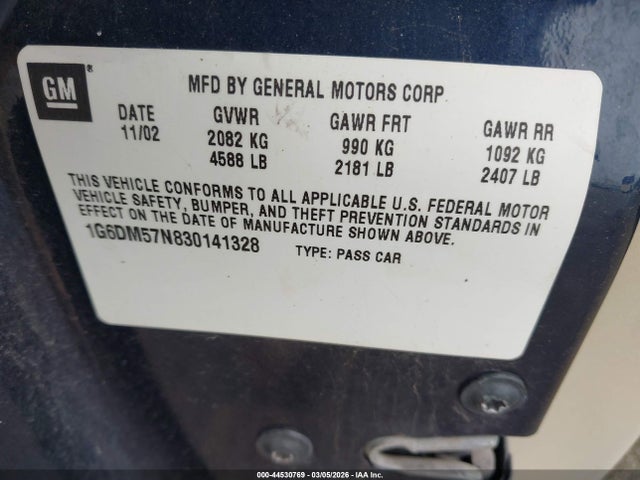 GM®
MFD BY GENERAL MOTORS CORP
DATE GVWR GAWR FRT GAWR RR
11/02 2082 KG 990 KG 1092 KG
4588 LB 2181 LB 2407 LB
THIS VEHICLE CONFORMS TO ALL APPLICABLE U.S. FEDERAL MOTOR
VEHICLE SAFETY, BUMPER, AND THEFT PREVENTION STANDARDS IN
EFFECT ON THE DATE OF MANUFACTURE SHOWN ABOVE.
1G6DM57N830141328 TYPE: PASS CAR
000-44530769 | 03/05/2026 | IAAI.COM